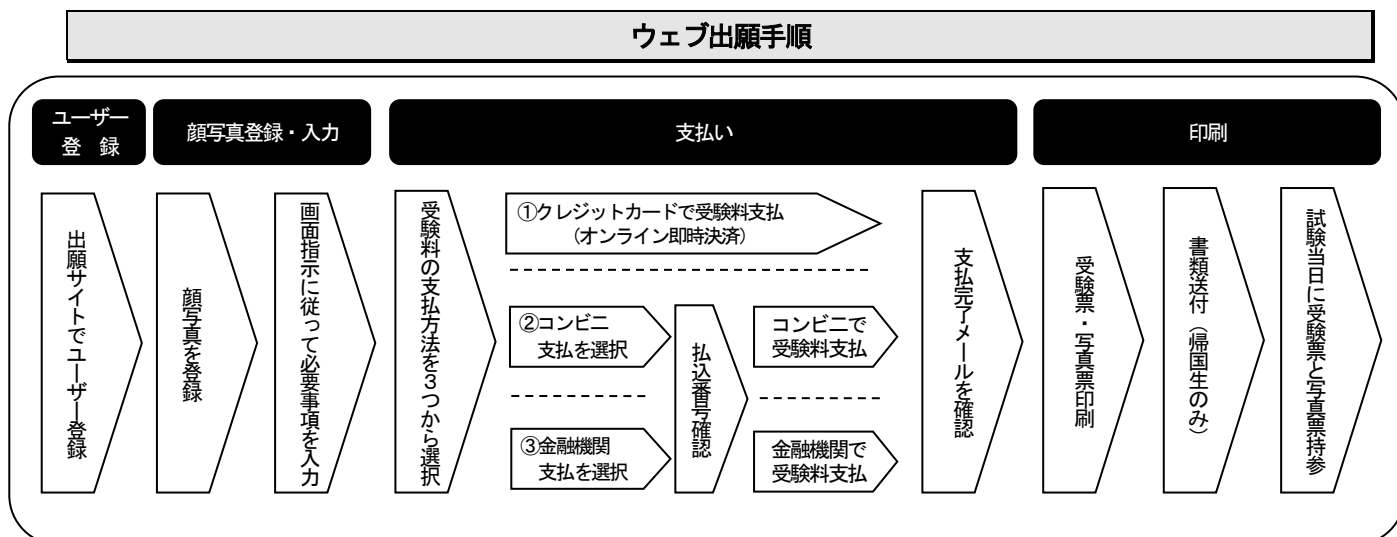 ウェブ出願手順
ユーザー
登　録
顔写真登録・入力
支払い
印刷
出願サイトでユーザー登録
顔写真を登録
画面指示に従って必要事項を入力
受験料の支払方法を３つから選択
①クレジットカードで受験料支払
（オンライン即時決済）
②コンビニ
支払を選択
③金融機関
支払を選択
払込番号確認
コンビニで
受験料支払
金融機関で
受験料支払
支払完了メールを確認
受験票・写真票印刷
書類送付（帰国生のみ）
試験当日に受験票と写真票持参